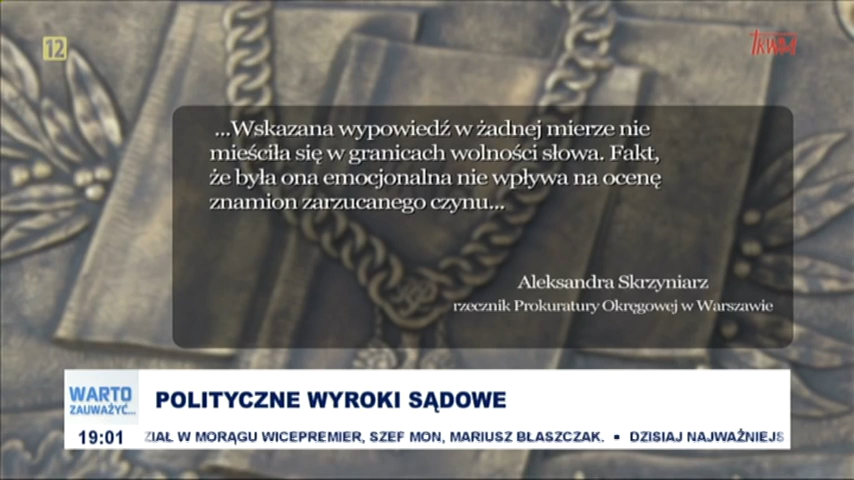 12
TRWAM
...Wskazana wypowiedź w żadnej mierze nie
mieściła się w granicach wolności słowa. Fakt,
że była ona emocjonalna nie wpływa na ocenę
znamion zarzucanego czynu...
Aleksandra Skrzyniarz
rzecznik Prokuratury Okręgowej w Warszawie
WARTO
ZAUWAŻYĆ...
POLITYCZNE WYROKI SĄDOWE
19:01 ZIAŁ W MORĄGU WICEPREMIER, SZEF MON, MARIUSZ BŁASZCZAK. ▪ DZISIAJ NAJWAŻNIEJS